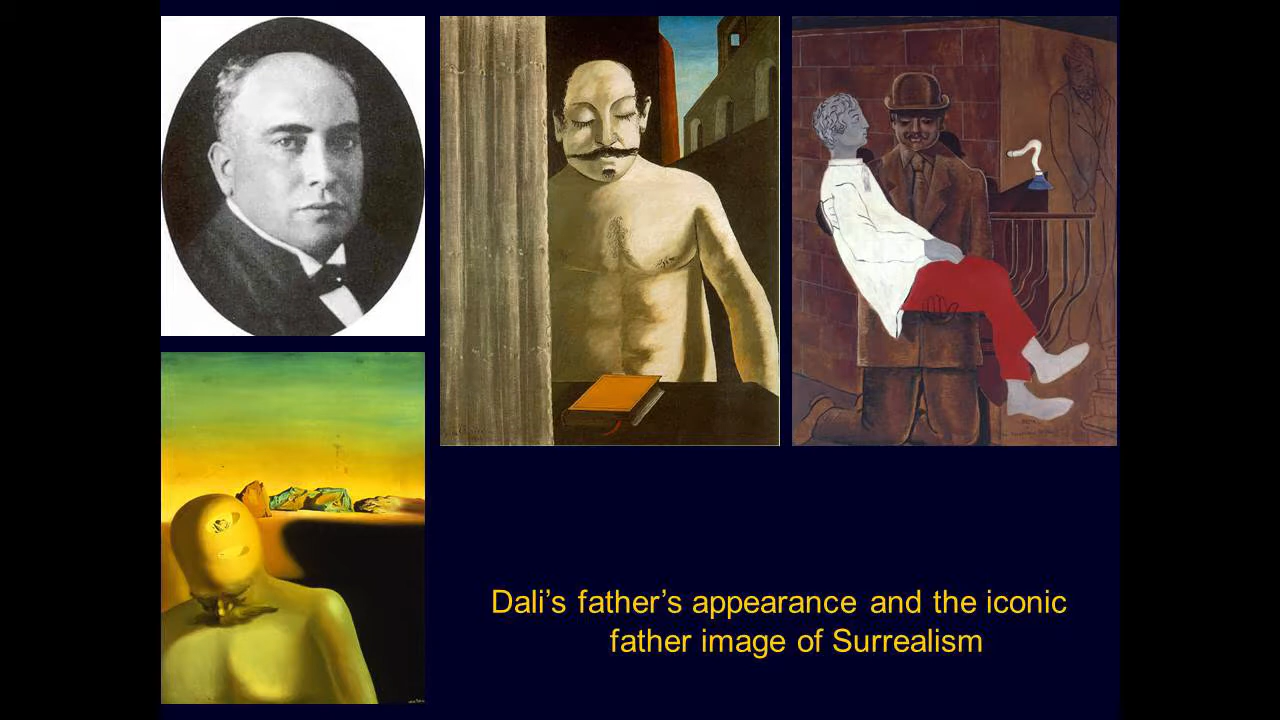 Dali’s father’s appearance and the iconic
father image of Surrealism